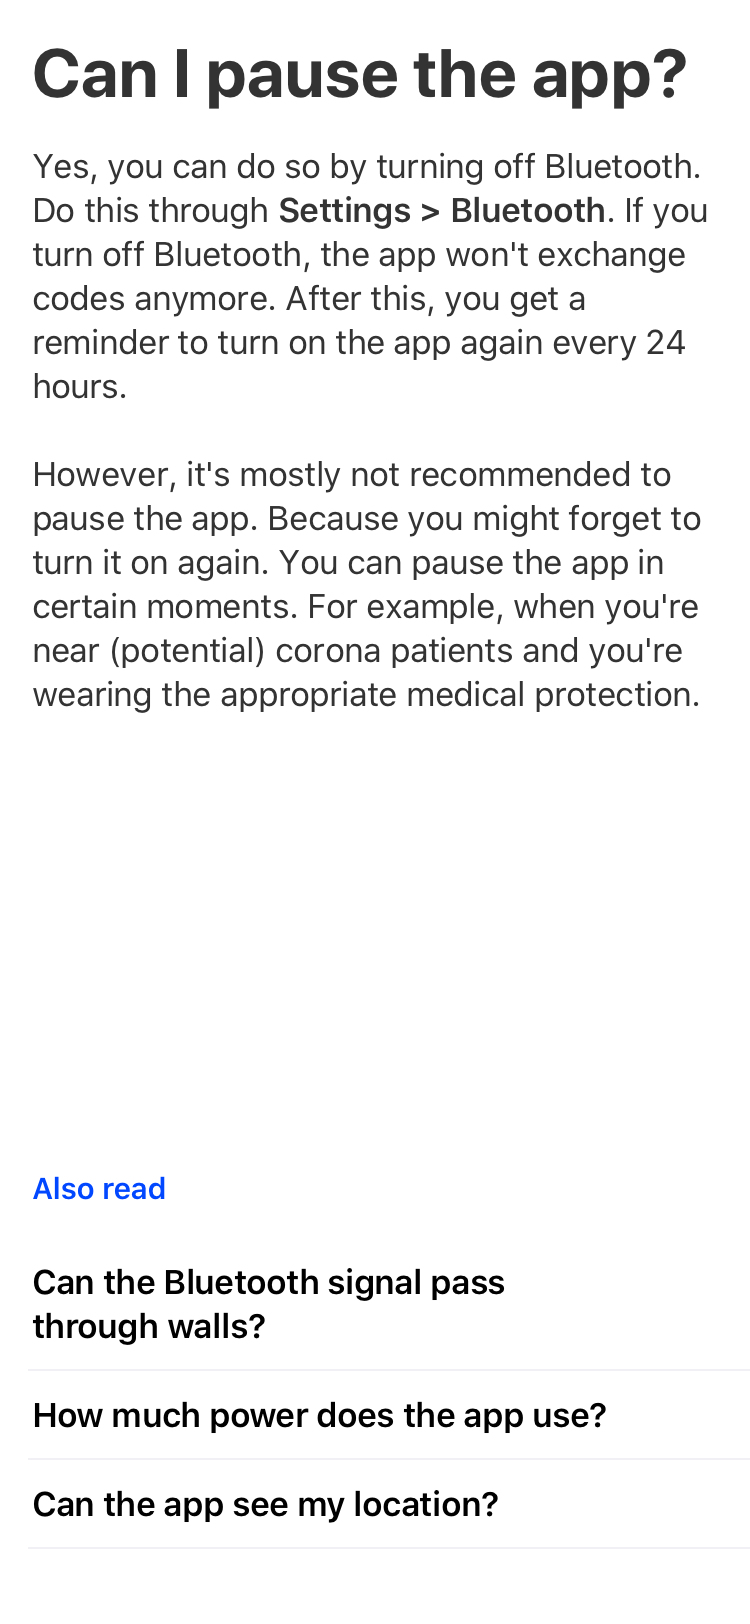 Can I pause the app?
Yes, you can do so by turning off Bluetooth.
Do this through Settings > Bluetooth. If you
turn off Bluetooth, the app won't exchange
codes anymore. After this, you get a
reminder to turn on the app again every 24
hours.
However, it's mostly not recommended to
pause the app. Because you might forget to
turn it on again. You can pause the app in
certain moments. For example, when you're
near (potential) corona patients and you're
wearing the appropriate medical protection.
Also read
Can the Bluetooth signal pass
through walls?
How much power does the app use?
Can the app see my location?